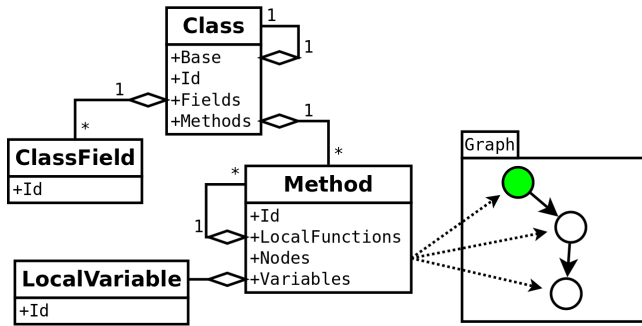 Class
1
+Base
1
+Id
+Fields
1
+Methods
1
*
*
ClassField
+Id
Graph
Method
*
+Id
1
+LocalFunctions
+Nodes
+Variables
LocalVariable
+Id